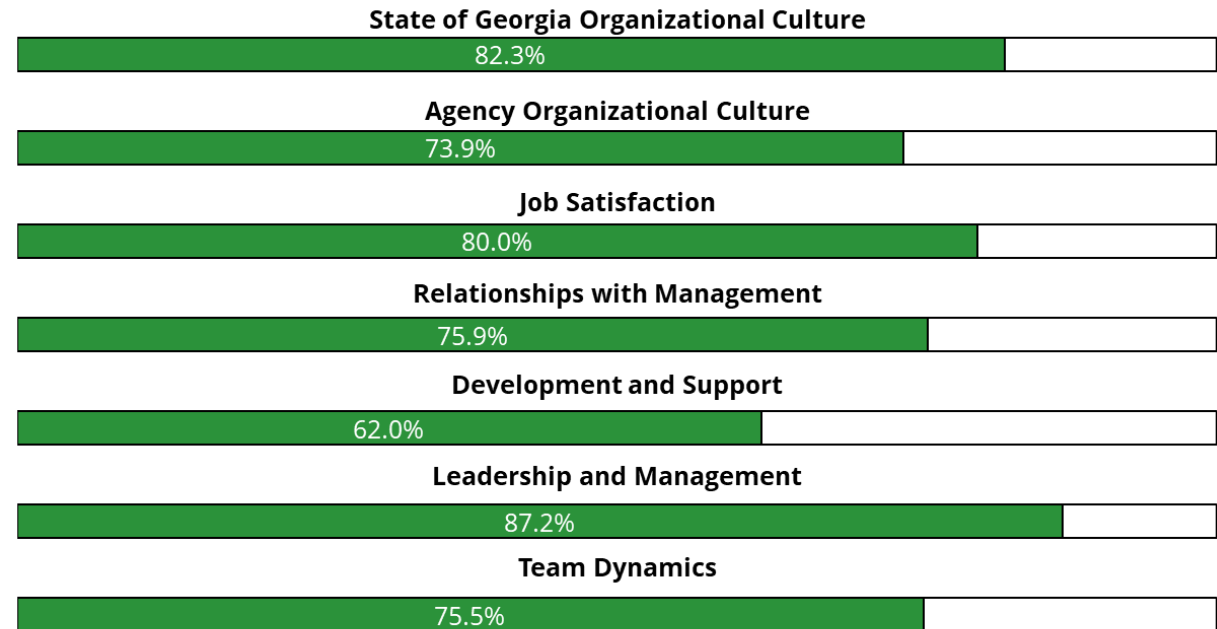 State of Georgia Organizational Culture
82.3%
Agency Organizational Culture
73.9%
Job Satisfaction
80.0%
Relationships with Management
75.9%
Development and Support
62.0%
Leadership and Management
87.2%
Team Dynamics
75.5%